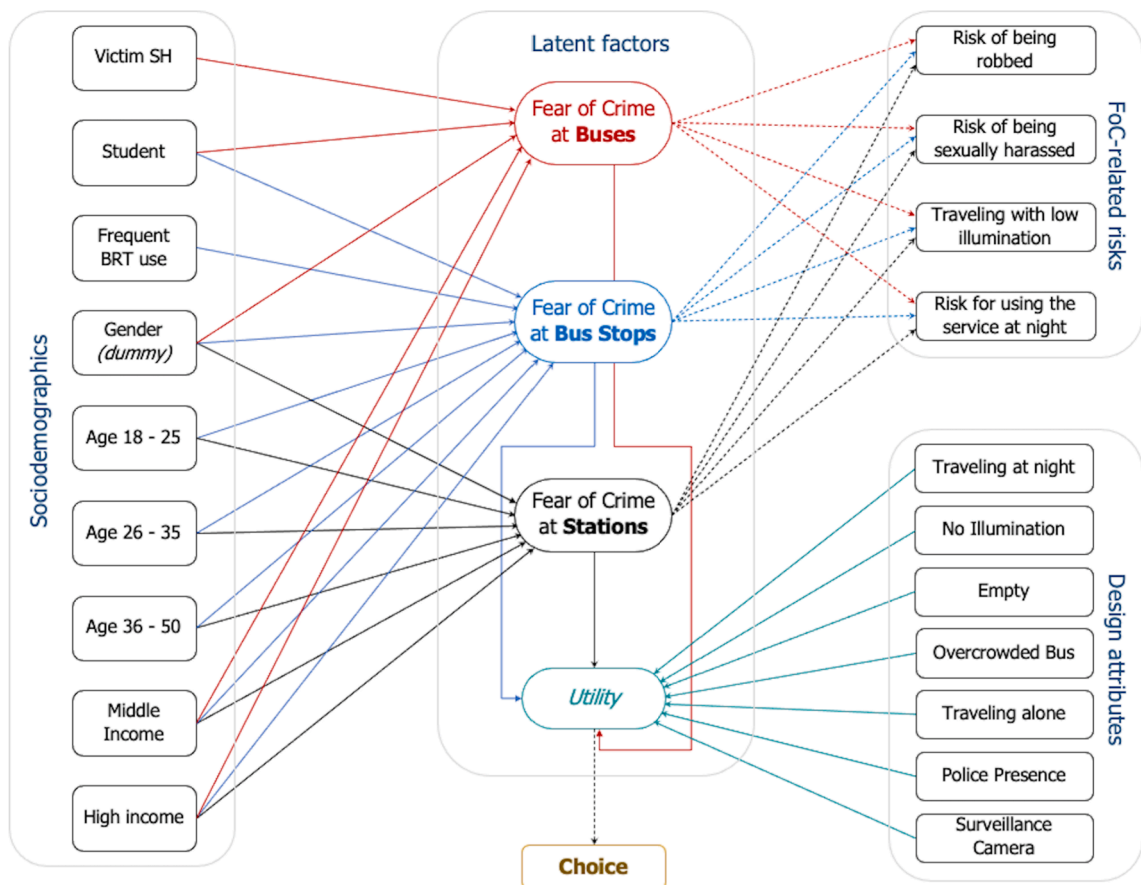 Sociodemographics
Victim SH
Student
Frequent
BRT use
Gender
(dummy)
Age 18 - 25
Age 26 - 35
Age 36 - 50
Middle
Income
High income
Latent factors
Fear of Crime
at Buses
Fear of Crime
at Bus Stops
Fear of Crime
at Stations
Utility
Choice
FoC-related risks
Risk of being
robbed
Risk of being
sexually harassed
Traveling with low
illumination
Risk for using the
service at night
Design attributes
Traveling at night
No Illumination
Empty
Overcrowded Bus
Traveling alone
Police Presence
Surveillance
Camera